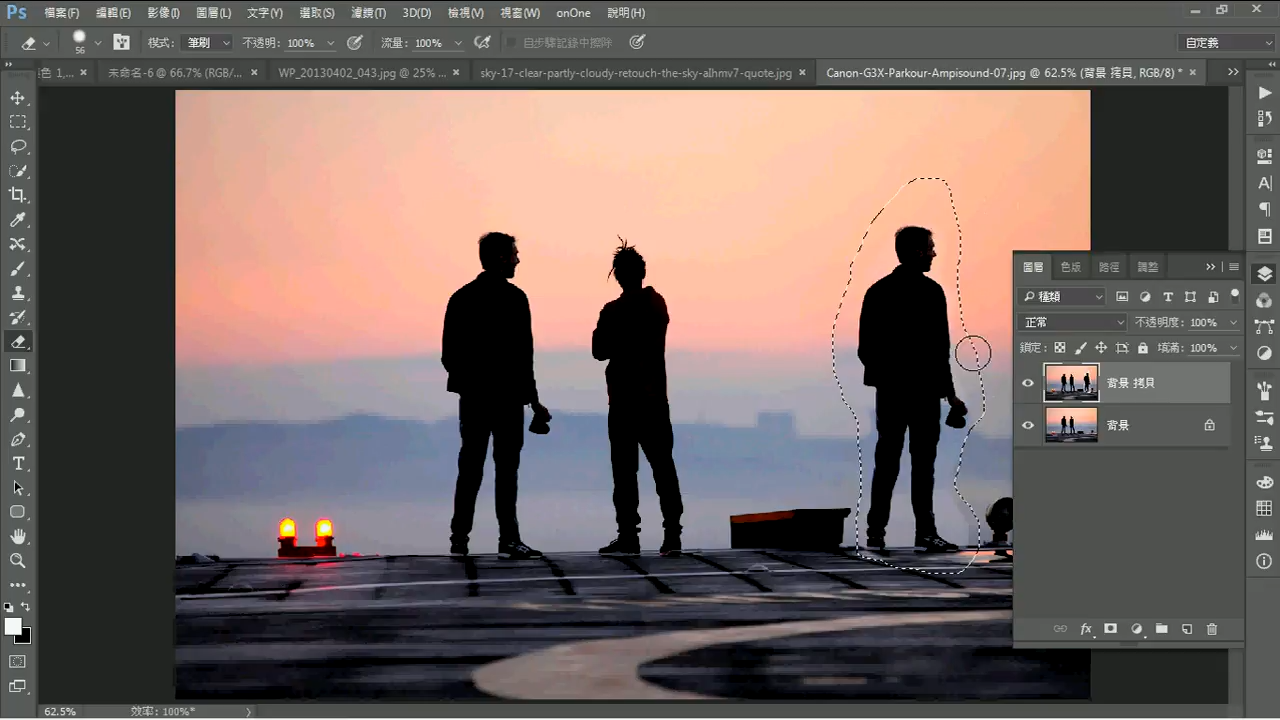 Ps 檔案(F) 編輯(E) 影像(I) 圖層(L) 文字(Y) 選取(S) 濾鏡(T) 3D(D) 檢視(V) 視窗(W) onOne 說明(H)
56 模式: 筆刷 不透明: 100% 流量: 100% 自步驟記錄中擦除 自定義
色 1,... × 未命名-6 @ 66.7% (RGB/... × WP_20130402_043.jpg @ 25% ... × sky-17-clear-partly-cloudy-retouch-the-sky-alhmv7-quote.jpg × Canon-G3X-Parkour-Ampisound-07.jpg @ 62.5% (背景 拷貝, RGB/8) * ×
圖層 色版 路徑 調整
種類
正常 不透明度: 100%
鎖定: 填滿: 100%
背景 拷貝
背景
fx
62.5% 效率: 100%*